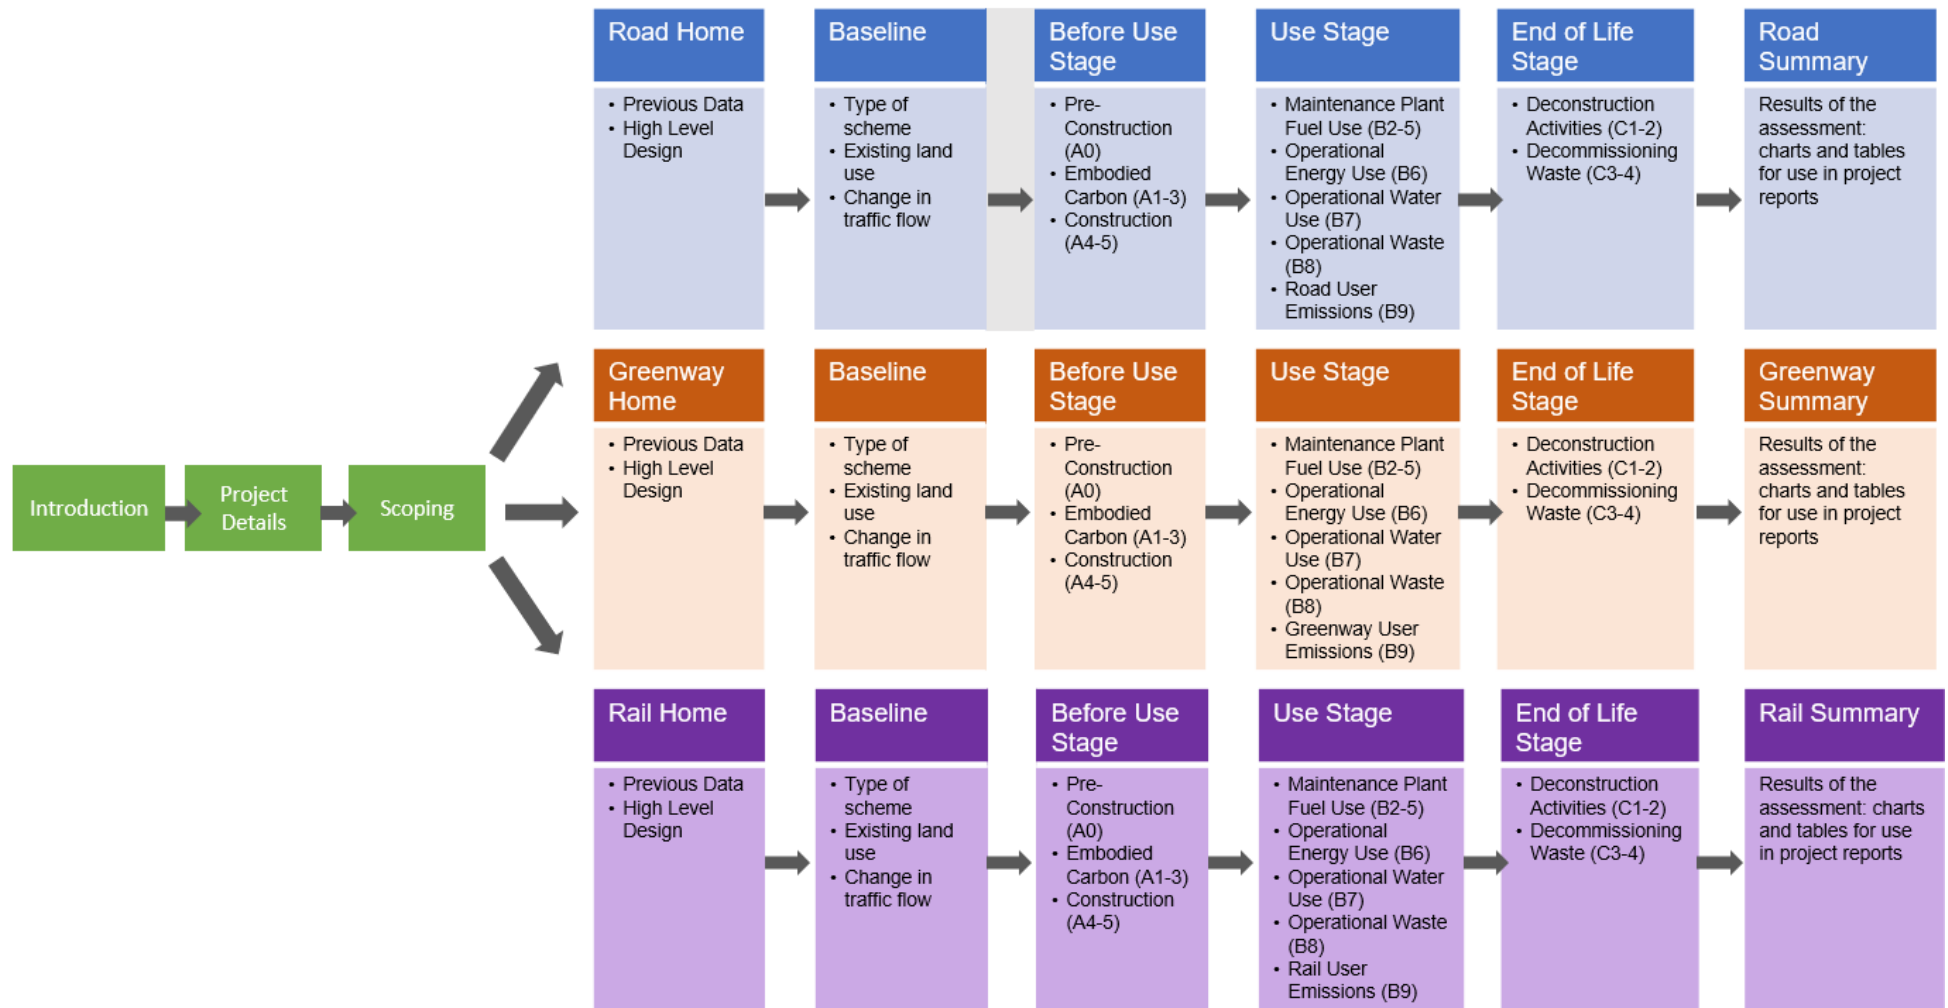 Introduction
Project
Details
Scoping
Road Home
• Previous Data
• High Level
Design
Baseline
• Type of
scheme
• Existing land
use
• Change in
traffic flow
Before Use
Stage
• Pre-
Construction
(A0)
• Embodied
Carbon (A1-3)
• Construction
(A4-5)
Use Stage
• Maintenance Plant
Fuel Use (B2-5)
• Operational
Energy Use (B6)
• Operational Water
Use (B7)
• Operational Waste
(B8)
• Road User
Emissions (B9)
End of Life
Stage
• Deconstruction
Activities (C1-2)
• Decommissioning
Waste (C3-4)
Road
Summary
Results of the
assessment:
charts and tables
for use in project
reports
Greenway
Home
• Previous Data
• High Level
Design
Baseline
• Type of
scheme
• Existing land
use
• Change in
traffic flow
Before Use
Stage
• Pre-
Construction
(A0)
• Embodied
Carbon (A1-3)
• Construction
(A4-5)
Use Stage
• Maintenance Plant
Fuel Use (B2-5)
• Operational
Energy Use (B6)
• Operational Water
Use (B7)
• Operational Waste
(B8)
• Greenway User
Emissions (B9)
End of Life
Stage
• Deconstruction
Activities (C1-2)
• Decommissioning
Waste (C3-4)
Greenway
Summary
Results of the
assessment:
charts and tables
for use in project
reports
Rail Home
• Previous Data
• High Level
Design
Baseline
• Type of
scheme
• Existing land
use
• Change in
traffic flow
Before Use
Stage
• Pre-
Construction
(A0)
• Embodied
Carbon (A1-3)
• Construction
(A4-5)
Use Stage
• Maintenance Plant
Fuel Use (B2-5)
• Operational
Energy Use (B6)
• Operational Water
Use (B7)
• Operational Waste
(B8)
• Rail User
Emissions (B9)
End of Life
Stage
• Deconstruction
Activities (C1-2)
• Decommissioning
Waste (C3-4)
Rail Summary
Results of the
assessment: charts
and tables for use
in project reports